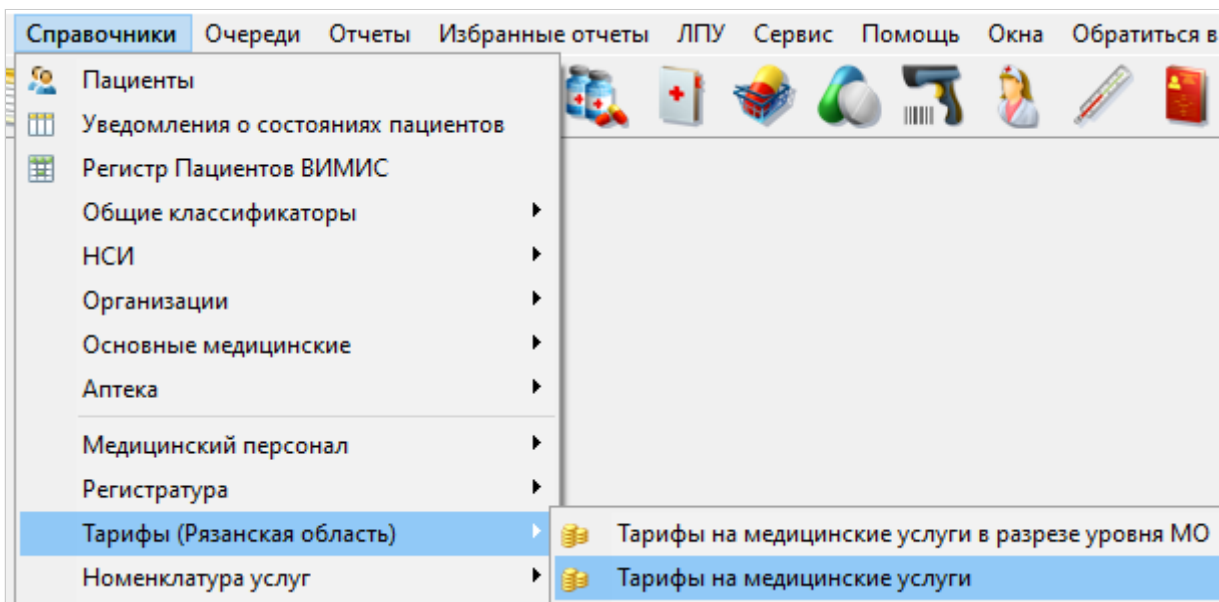 Справочники Очереди Отчеты Избранные отчеты ЛПУ Сервис Помощь Окна Обратиться в
Пациенты
Уведомления о состояниях пациентов
Регистр Пациентов ВИМИС
Общие классификаторы
НСИ
Организации
Основные медицинские
Аптека
Медицинский персонал
Регистратура
Тарифы (Рязанская область)
Тарифы на медицинские услуги в разрезе уровня МО
Номенклатура услуг
Тарифы на медицинские услуги